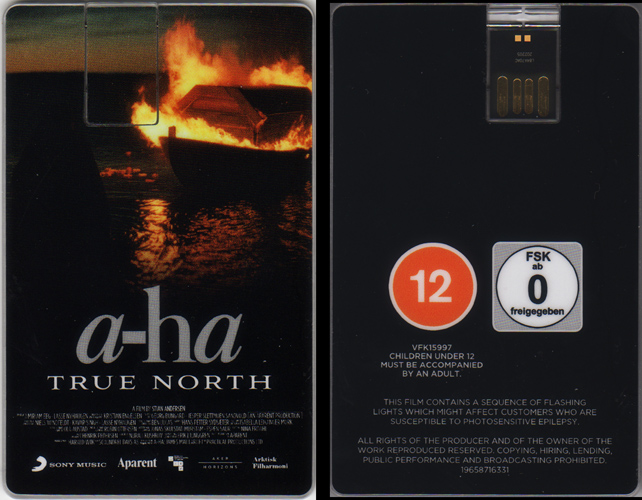 a-ha
TRUE NORTH
A FILM BY STIAN ANDERSEN
SONY MUSIC
Aparent
HORIZONS
Arktisk
Filharmoni
12
FSK
ab
0
freigegeben
VFK15997
CHILDREN UNDER 12
MUST BE ACCOMPANIED
BY AN ADULT.
THIS FILM CONTAINS A SEQUENCE OF FLASHING
LIGHTS WHICH MIGHT AFFECT CUSTOMERS WHO ARE
SUSCEPTIBLE TO PHOTOSENSITIVE EPILEPSY.
ALL RIGHTS OF THE PRODUCER AND OF THE OWNER OF THE
WORK REPRODUCED RESERVED. COPYING, HIRING, LENDING,
PUBLIC PERFORMANCE AND BROADCASTING PROHIBITED.
19658716331